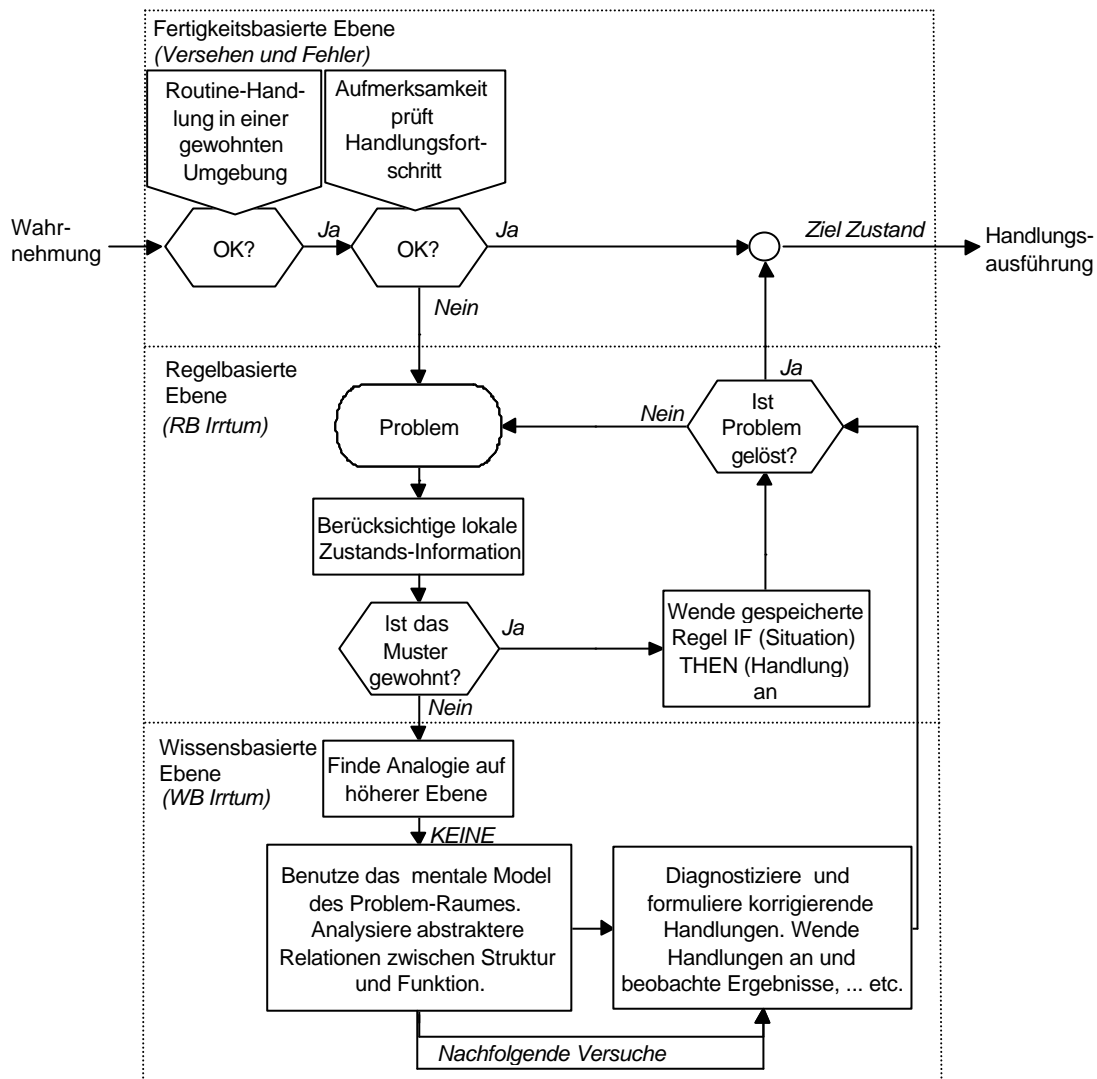 Fertigkeitsbasierte Ebene
(Versehen und Fehler)
Routine-Hand-
lung in einer
gewohnten
Umgebung
Aufmerksamkeit
prüft
Handlungsfort-
schritt
Wahr-
nehmung
OK?
Ja
OK?
Ja
Ziel Zustand
Handlungs-
ausführung
Nein
Regelbasierte
Ebene
(RB Irrtum)
Problem
Nein
Ja
Ist
Problem
gelöst?
Berücksichtige lokale
Zustands-Information
Ist das
Muster
gewohnt?
Ja
Wende gespeicherte
Regel IF (Situation)
THEN (Handlung)
an
Nein
Wissensbasierte
Ebene
(WB Irrtum)
Finde Analogie auf
höherer Ebene
KEINE
Benutze das mentale Model
des Problem-Raumes.
Analysiere abstraktere
Relationen zwischen Struktur
und Funktion.
Diagnostiziere und
formuliere korrigierende
Handlungen. Wende
Handlungen an und
beobachte Ergebnisse, ... etc.
Nachfolgende Versuche